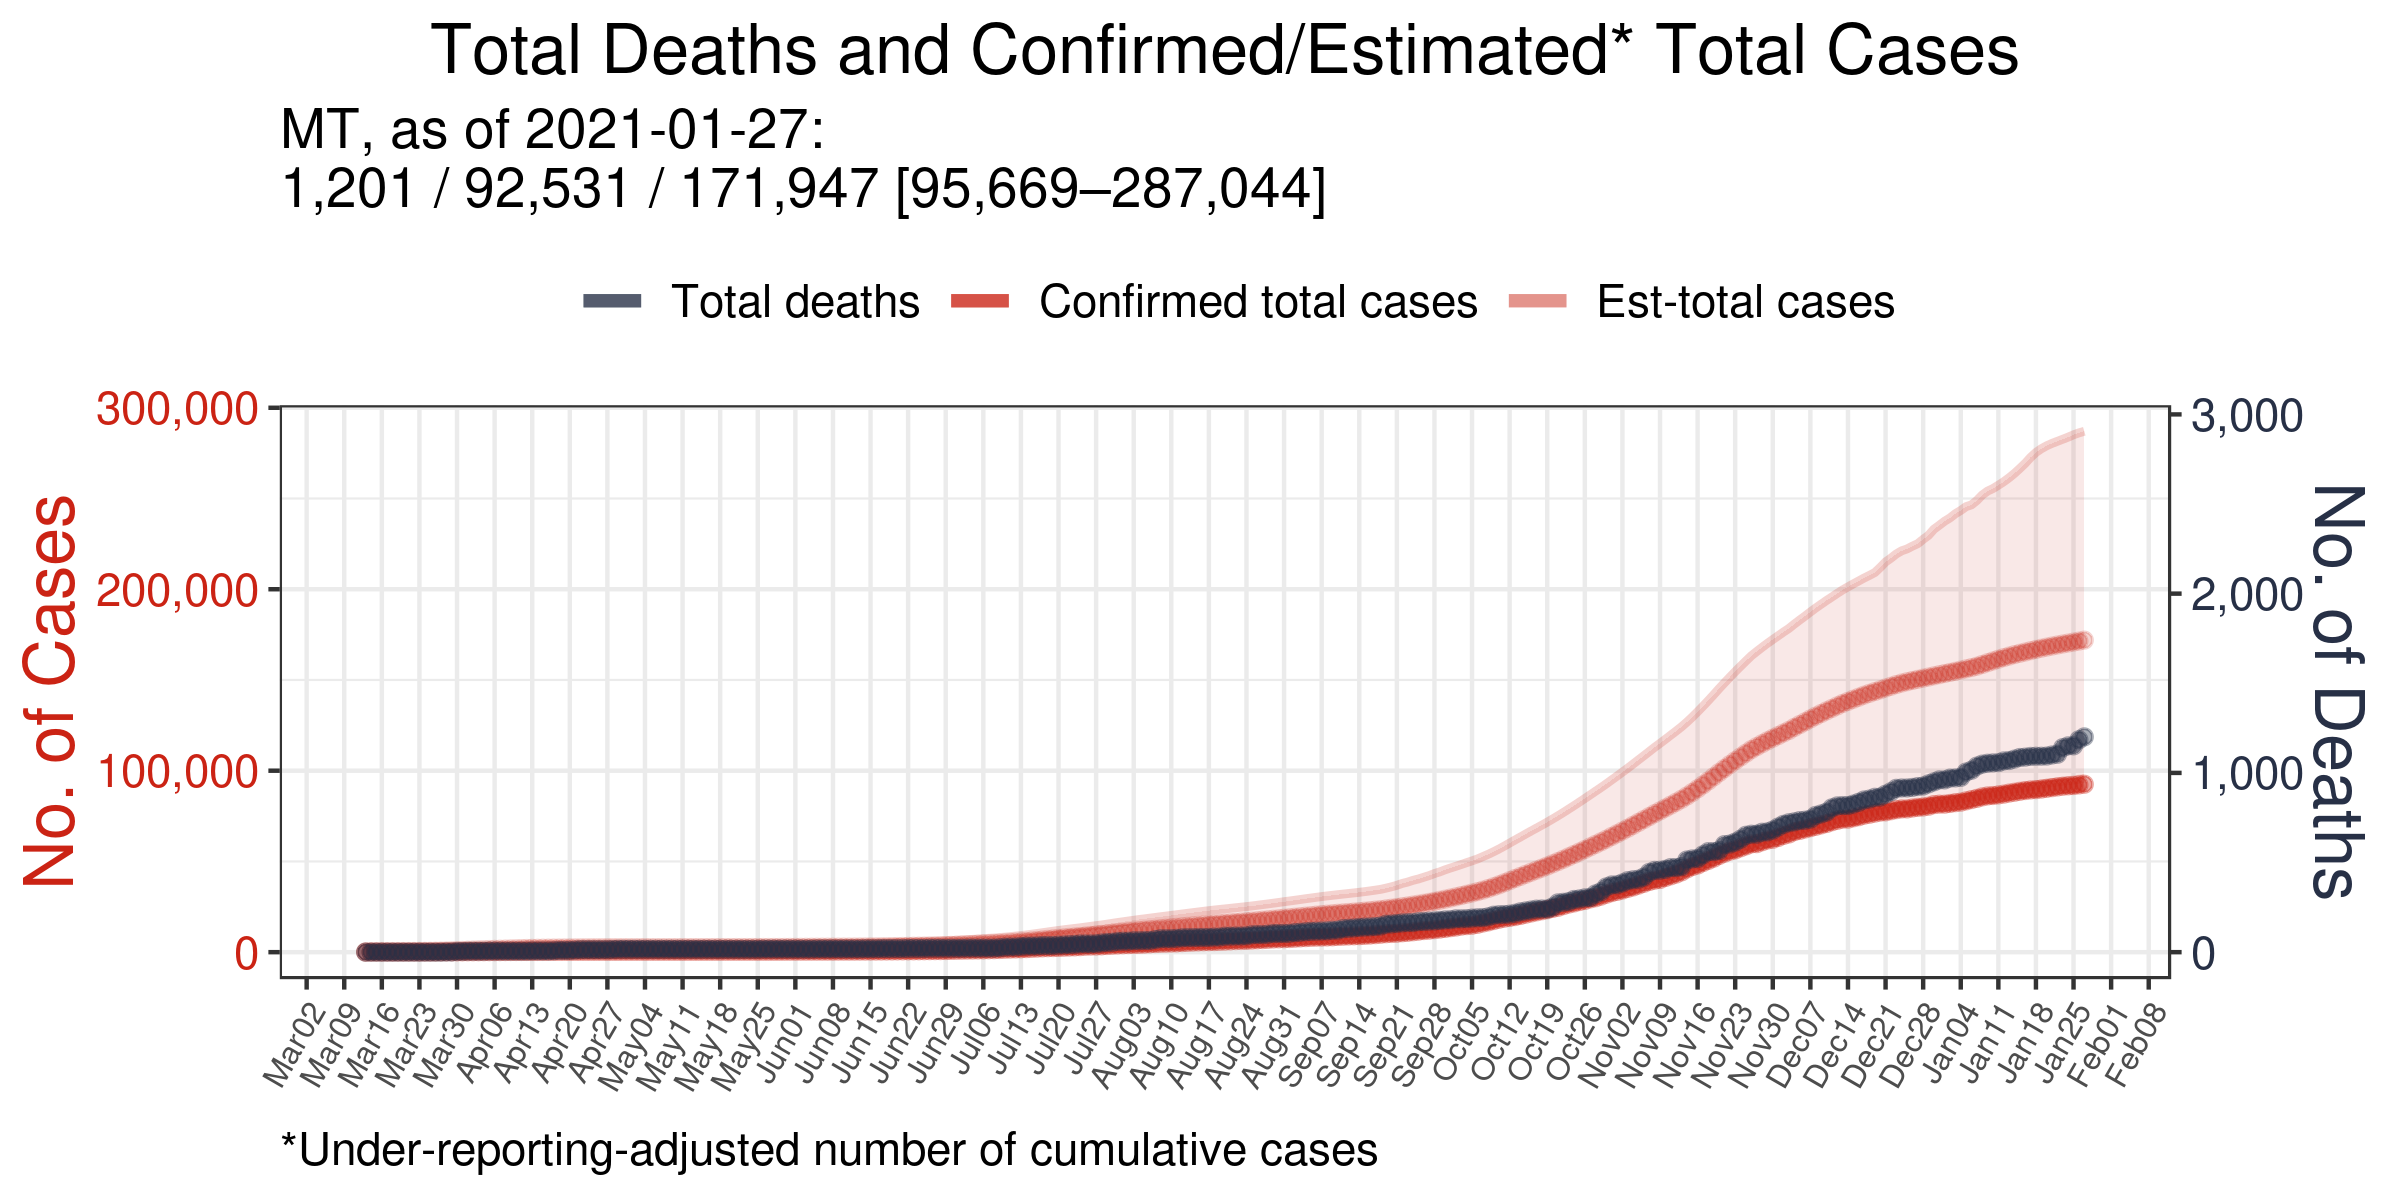 Total Deaths and Confirmed/Estimated* Total Cases
MT, as of 2021-01-27:
1,201 / 92,531 / 171,947 [95,669–287,044]
Total deaths
Confirmed total cases
Est-total cases
No. of Cases
300,000
200,000
100,000
0
3,000
2,000
1,000
0
No. of Deaths
Mar02
Mar09
Mar16
Mar23
Mar30
Apr06
Apr13
Apr20
Apr27
May04
May11
May18
May25
Jun01
Jun08
Jun15
Jun22
Jun29
Jul06
Jul13
Jul20
Jul27
Aug03
Aug10
Aug17
Aug24
Aug31
Sep07
Sep14
Sep21
Sep28
Oct05
Oct12
Oct19
Oct26
Nov02
Nov09
Nov16
Nov23
Nov30
Dec07
Dec14
Dec21
Dec28
Jan04
Jan11
Jan18
Jan25
Feb01
Feb08
*Under-reporting-adjusted number of cumulative cases